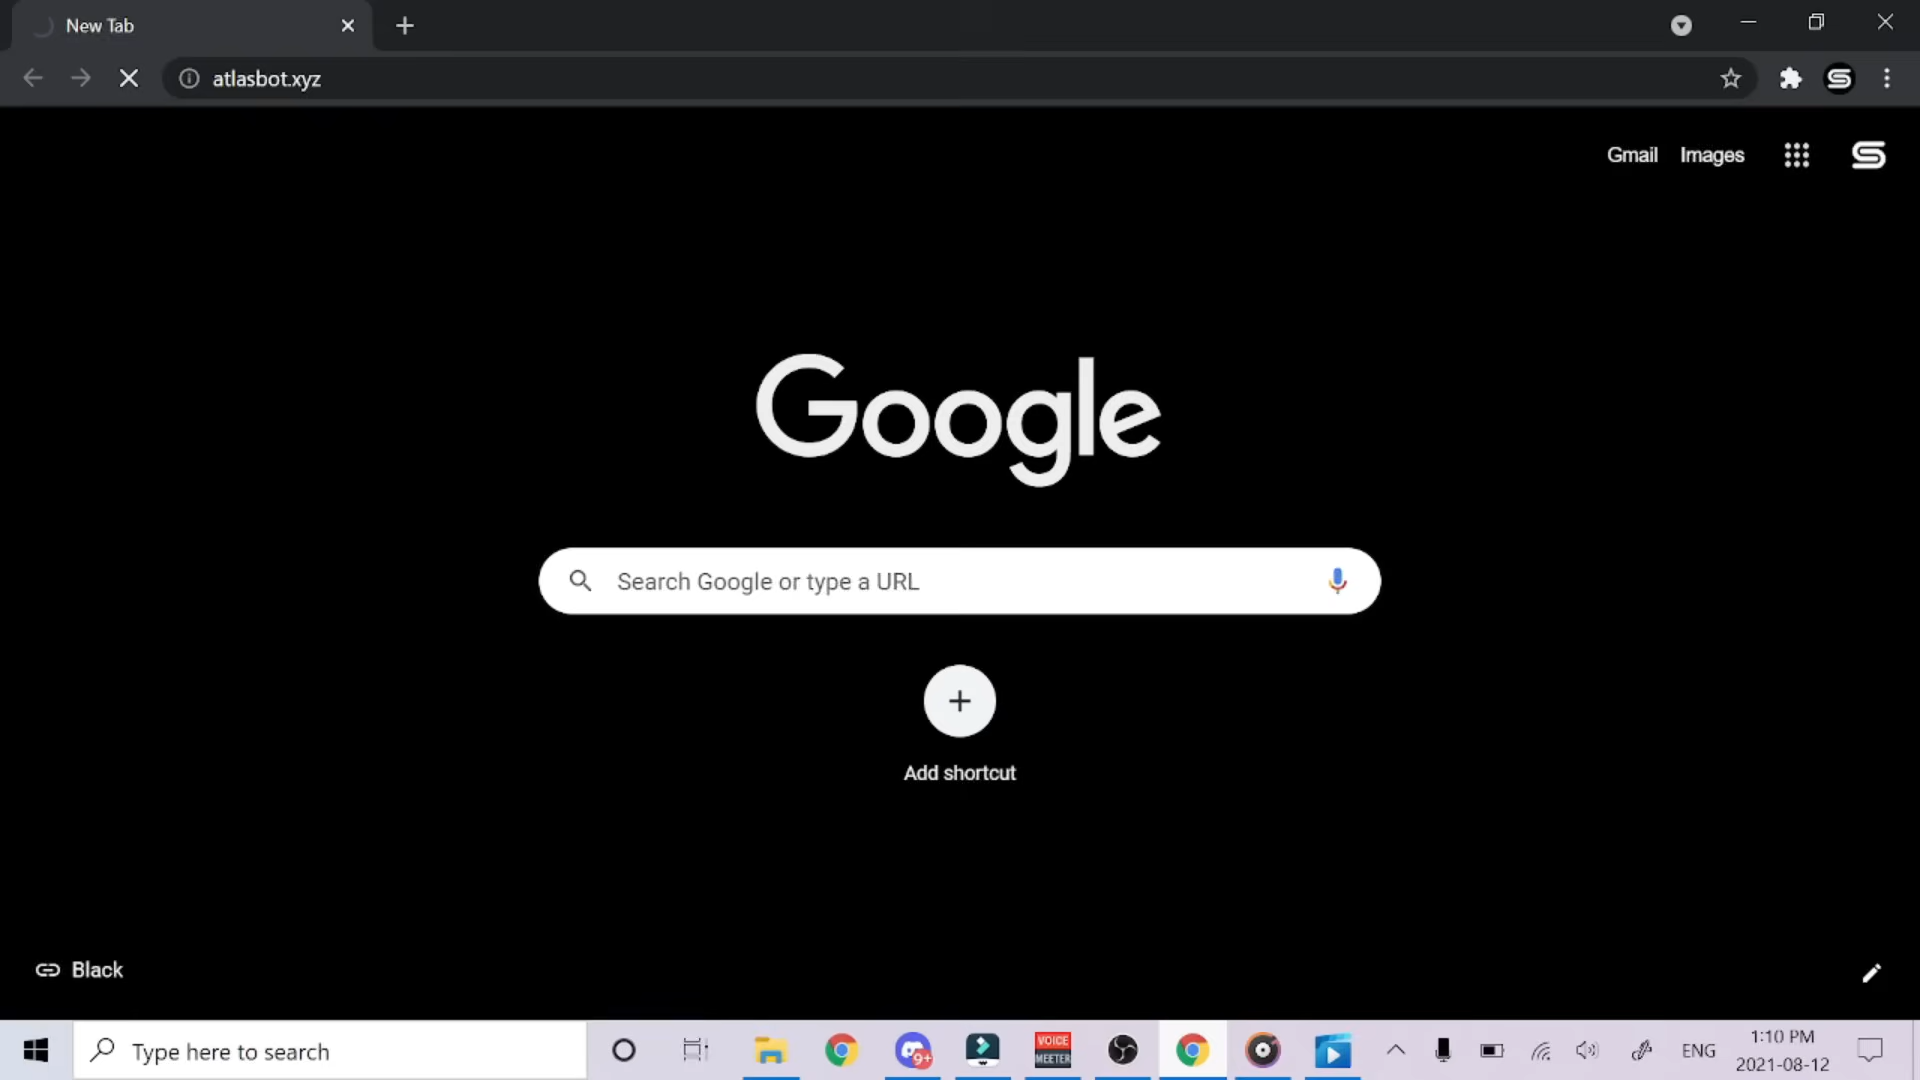 New Tab
atlasbot.xyz
Gmail Images
Google
Search Google or type a URL
Add shortcut
Black
Type here to search
9+
VOICE
MEETER
ENG
1:10 PM
2021-08-12